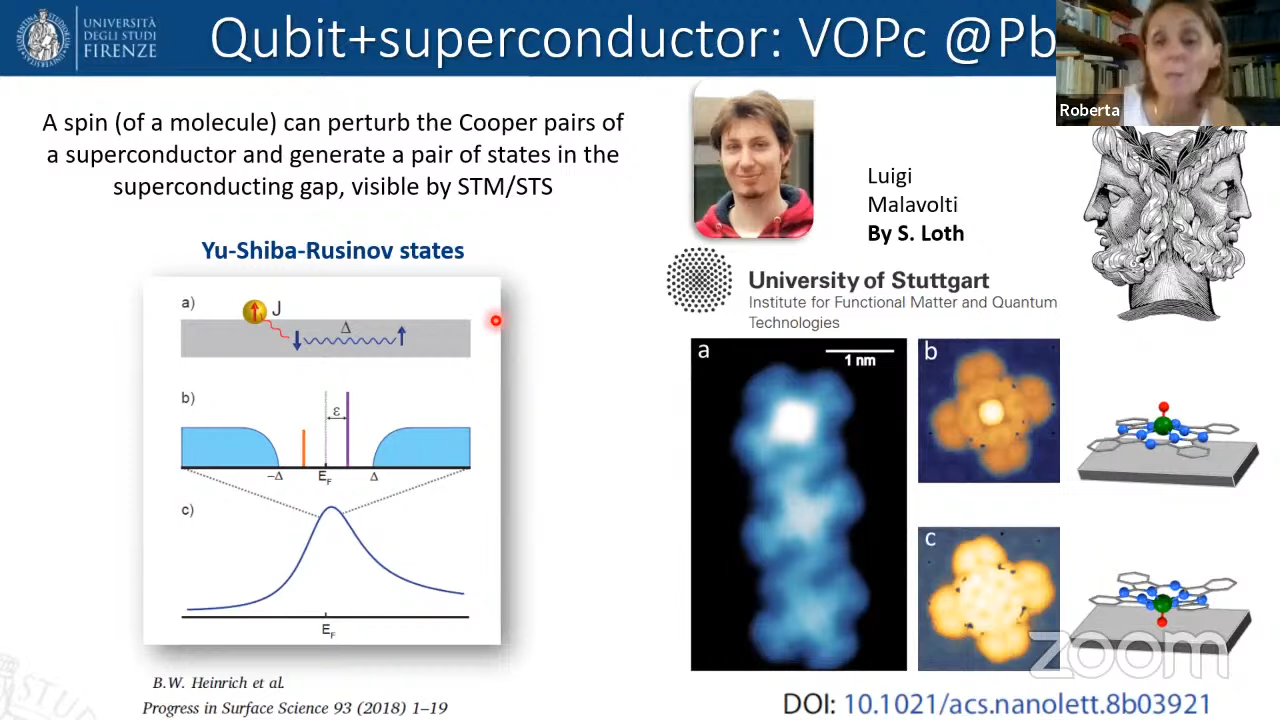 UNIVERSITÀ
DEGLI STUDI
FIRENZE
Qubit+superconductor: VOPc @Pb
Roberta
A spin (of a molecule) can perturb the Cooper pairs of
a superconductor and generate a pair of states in the
superconducting gap, visible by STM/STS
Yu-Shiba-Rusinov states
a)
J
Δ
b)
ε
-Δ
E_F
Δ
c)
E_F
B.W. Heinrich et al.
Progress in Surface Science 93 (2018) 1–19
Luigi
Malavolti
By S. Loth
University of Stuttgart
Institute for Functional Matter and Quantum
Technologies
a
1 nm
b
c
zoom
DOI: 10.1021/acs.nanolett.8b03921